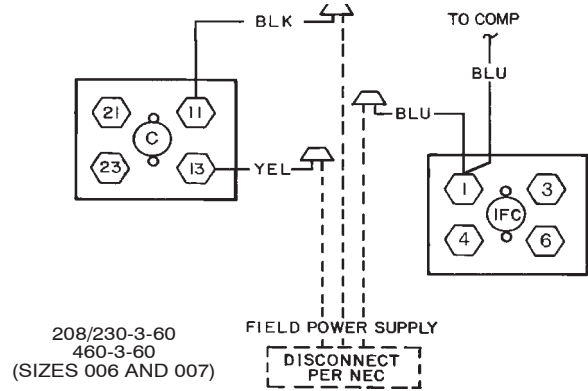 BLK
TO COMP
BLU
21
11
C
23
13
YEL
BLU
1
3
IFC
4
6
208/230-3-60
460-3-60
(SIZES 006 AND 007)
FIELD POWER SUPPLY
DISCONNECT
PER NEC